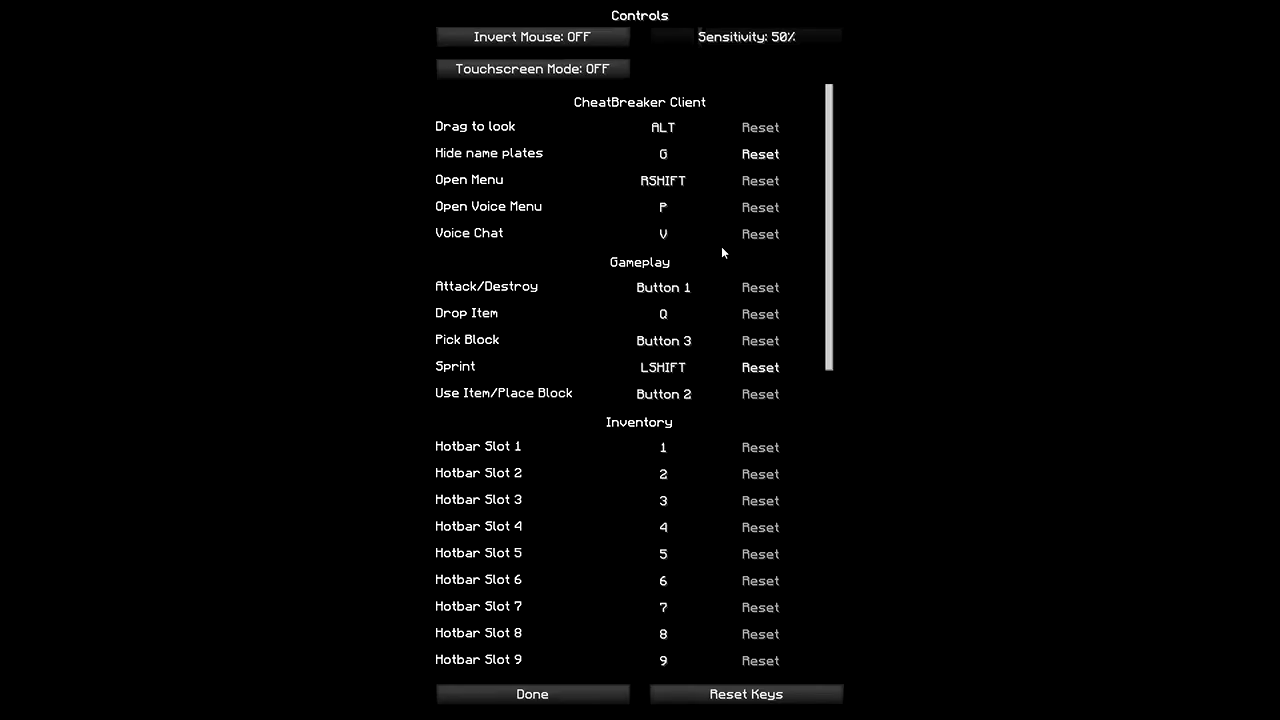 Controls
Invert Mouse: OFF Sensitivity: 50%
Touchscreen Mode: OFF
CheatBreaker Client
Drag to look ALT Reset
Hide name plates G Reset
Open Menu RSHIFT Reset
Open Voice Menu P Reset
Voice Chat V Reset
Gameplay
Attack/Destroy Button 1 Reset
Drop Item Q Reset
Pick Block Button 3 Reset
Sprint LSHIFT Reset
Use Item/Place Block Button 2 Reset
Inventory
Hotbar Slot 1 1 Reset
Hotbar Slot 2 2 Reset
Hotbar Slot 3 3 Reset
Hotbar Slot 4 4 Reset
Hotbar Slot 5 5 Reset
Hotbar Slot 6 6 Reset
Hotbar Slot 7 7 Reset
Hotbar Slot 8 8 Reset
Hotbar Slot 9 9 Reset
Done Reset Keys